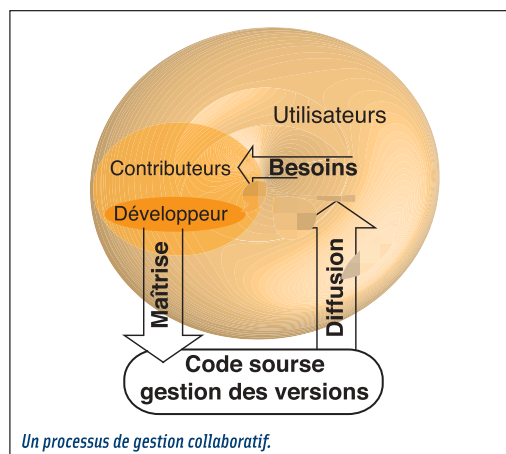 Utilisateurs
Contributeurs
Besoins
Développeur
Maîtrise
Diffusion
Code sourse
gestion des versions
Un processus de gestion collaboratif.